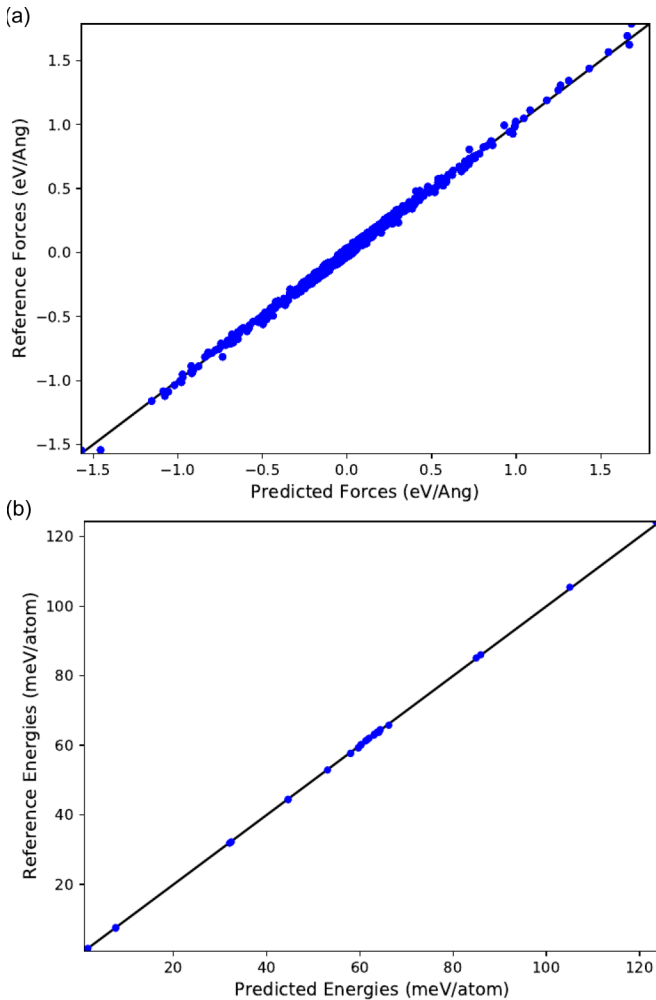 (a)
Reference Forces (eV/Ang)
1.5
1.0
0.5
0.0
−0.5
−1.0
−1.5
−1.5 −1.0 −0.5 0.0 0.5 1.0 1.5
Predicted Forces (eV/Ang)
(b)
Reference Energies (meV/atom)
120
100
80
60
40
20
20 40 60 80 100 120
Predicted Energies (meV/atom)